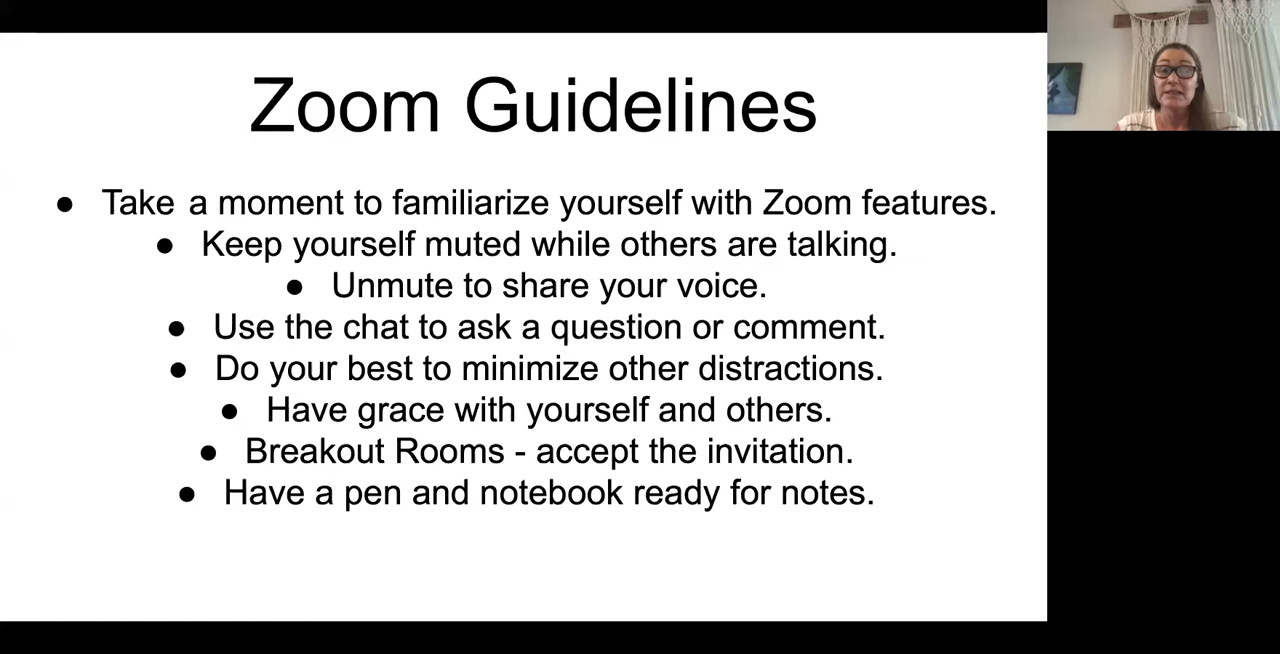 Zoom Guidelines
● Take a moment to familiarize yourself with Zoom features.
● Keep yourself muted while others are talking.
● Unmute to share your voice.
● Use the chat to ask a question or comment.
● Do your best to minimize other distractions.
● Have grace with yourself and others.
● Breakout Rooms - accept the invitation.
● Have a pen and notebook ready for notes.